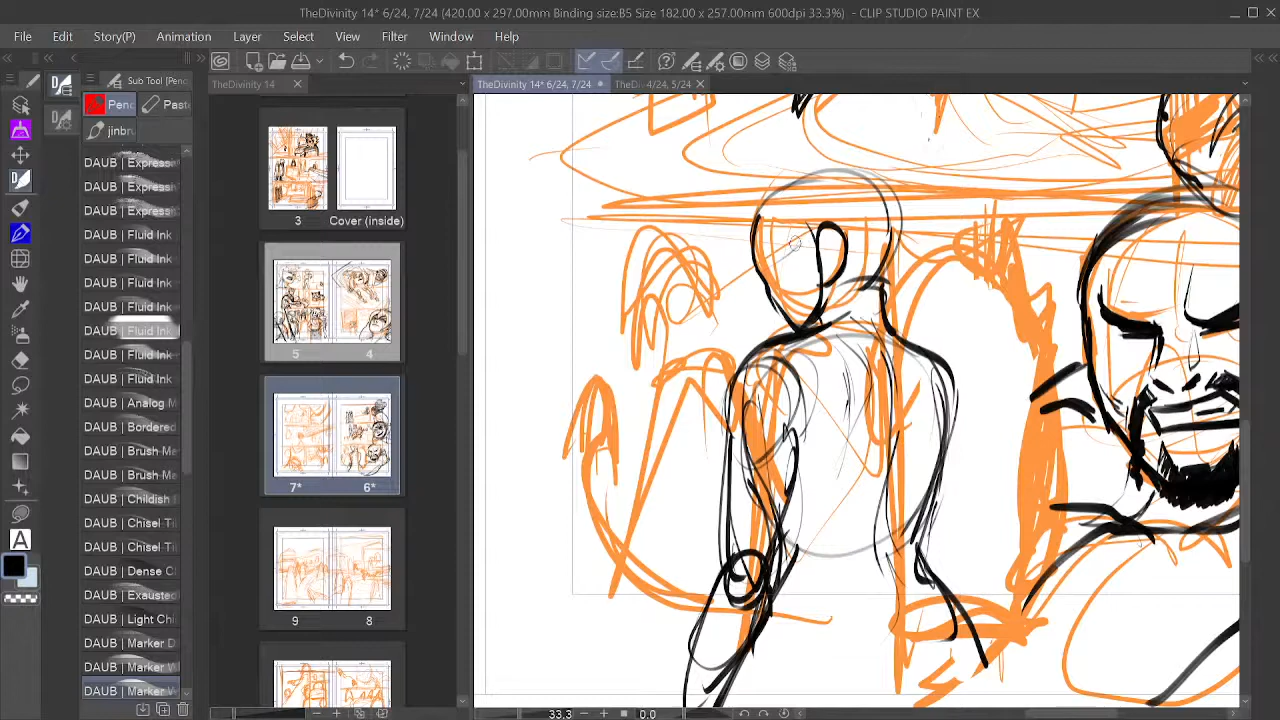 TheDivinity 14* 6/24, 7/24 (420.00 x 297.00mm Binding size:B5 Size 182.00 x 257.00mm 600dpi 33.3%) - CLIP STUDIO PAINT EX
File Edit Story(P) Animation Layer Select View Filter Window Help
Sub Tool [Penc
Penc
Paste
jinbru
DAUB | Express
DAUB | Express
DAUB | Express
DAUB | Fluid Ink
DAUB | Fluid Ink
DAUB | Fluid Ink
DAUB | Fluid Ink
DAUB | Fluid Ink
DAUB | Fluid Ink
DAUB | Fluid Ink
DAUB | Analog M
DAUB | Bordered
DAUB | Brush Me
DAUB | Brush Me
DAUB | Childish
DAUB | Chisel Ti
DAUB | Chisel-Ti
DAUB | Dense C
DAUB | Exausted
DAUB | Light Ch
DAUB | Marker D
DAUB | Marker W
DAUB | Marker W
A
TheDivinity 14
3 Cover (inside)
5 4
7* 6*
9 8
TheDivinity 14* 6/24, 7/24
TheDivi 4/24, 5/24
33.3
0.0